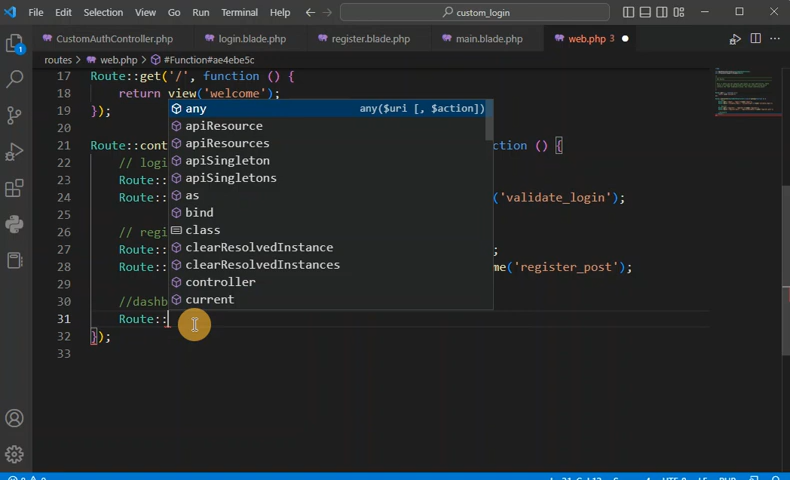 File Edit Selection View Go Run Terminal Help custom_login
CustomAuthController.php login.blade.php register.blade.php main.blade.php web.php 3
routes > web.php > #Function#ae4ebe5c
17 Route::get('/', function () {
18 return view('welcome');
19 });
20
21 Route::cont ction () {
22 // logi
23 Route::
24 Route:: ('validate_login');
25
26 // regi
27 Route:: ;
28 Route:: me('register_post');
29
30 //dashb
31 Route::
32 });
33
any any($uri [, $action])
apiResource
apiResources
apiSingleton
apiSingletons
as
bind
class
clearResolvedInstance
clearResolvedInstances
controller
current
1